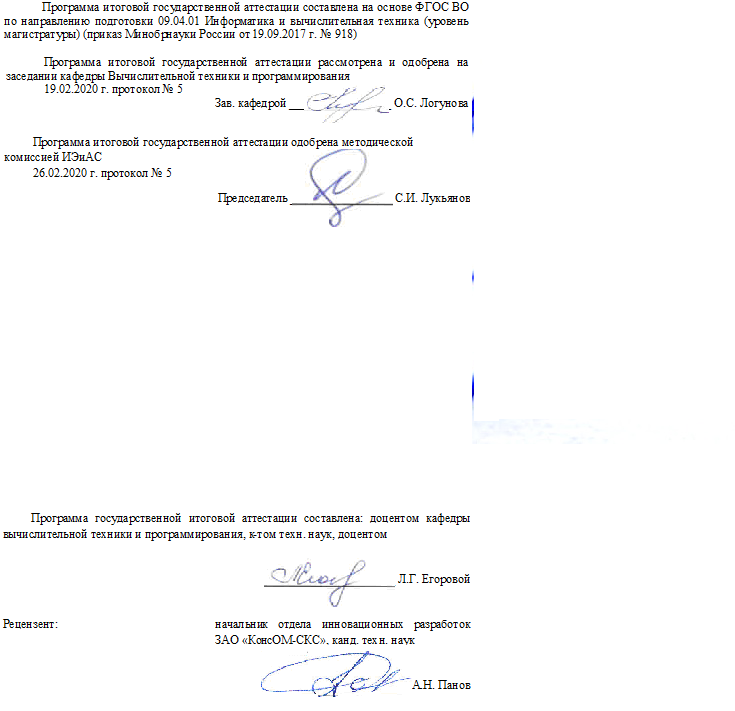 Программа итоговой государственной аттестации составлена на основе ФГОС ВО
по направлению подготовки 09.04.01 Информатика и вычислительная техника (уровень
магистратуры) (приказ Минобрнауки России от 19.09.2017 г. № 918)
Программа итоговой государственной аттестации рассмотрена и одобрена на
заседании кафедры Вычислительной техники и программирования
19.02.2020 г. протокол № 5
Зав. кафедрой О.С. Логунова
Программа итоговой государственной аттестации одобрена методической
комиссией ИЭиАС
26.02.2020 г. протокол № 5
Председатель С.И. Лукьянов
Программа государственной итоговой аттестации составлена: доцентом кафедры
вычислительной техники и программирования, к-том техн. наук, доцентом
Л.Г. Егоровой
Рецензент: начальник отдела инновационных разработок
ЗАО «КонсОМ-СКС», канд. техн. наук
А.Н. Панов